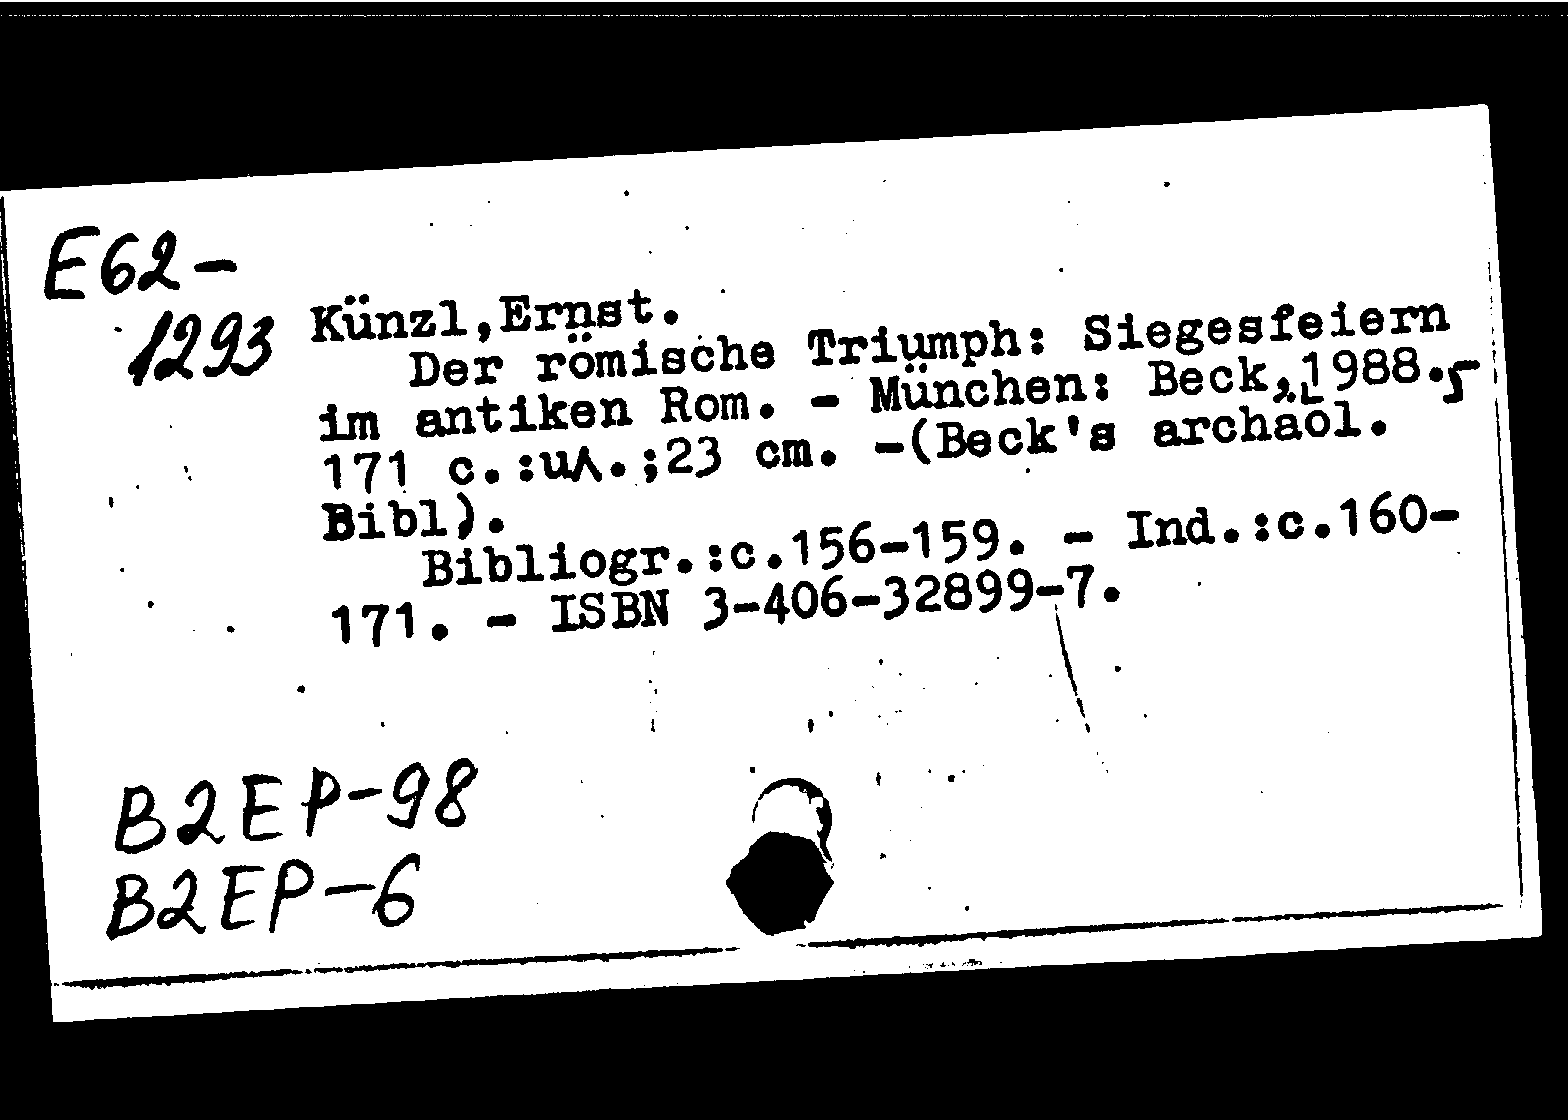 E62-
1293
Künzl,Ernst.
Der römische Triumph: Siegesfeiern
im antiken Rom. - München: Beck, 1988.-
171 с.:ил.;23 cm. -(Beck's archäol.
Bibl).
Bibliogr.:c.156-159. - Ind.:c.160-
171. - ISBN 3-406-32899-7.
B2EP-98
B2EP-6